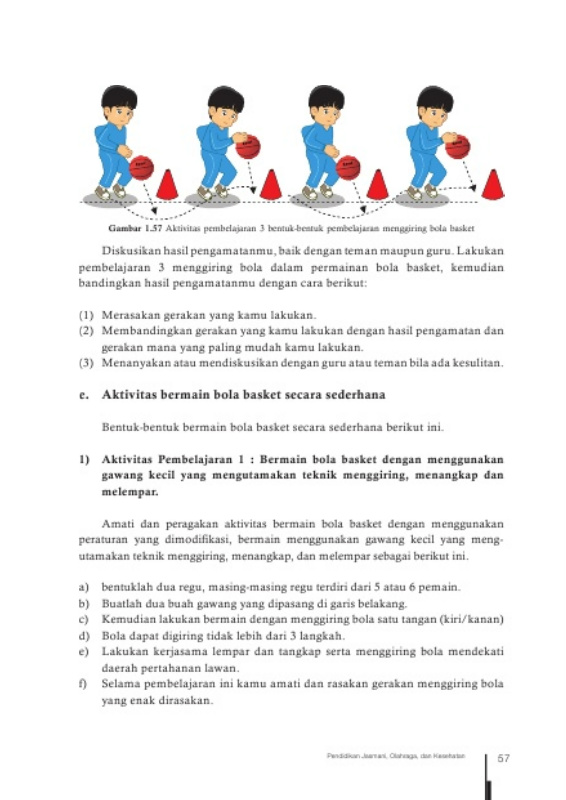 Gambar 1.57 Aktivitas pembelajaran 3 bentuk-bentuk pembelajaran menggiring bola basket
Diskusikan hasil pengamatanmu, baik dengan teman maupun guru. Lakukan
pembelajaran 3 menggiring bola dalam permainan bola basket, kemudian
bandingkan hasil pengamatanmu dengan cara berikut:
(1) Merasakan gerakan yang kamu lakukan.
(2) Membandingkan gerakan yang kamu lakukan dengan hasil pengamatan dan
gerakan mana yang paling mudah kamu lakukan.
(3) Menanyakan atau mendiskusikan dengan guru atau teman bila ada kesulitan.
e. Aktivitas bermain bola basket secara sederhana
Bentuk-bentuk bermain bola basket secara sederhana berikut ini.
1) Aktivitas Pembelajaran 1 : Bermain bola basket dengan menggunakan
gawang kecil yang mengutamakan teknik menggiring, menangkap dan
melempar.
Amati dan peragakan aktivitas bermain bola basket dengan menggunakan
peraturan yang dimodifikasi, bermain menggunakan gawang kecil yang meng-
utamakan teknik menggiring, menangkap, dan melempar sebagai berikut ini.
a) bentuklah dua regu, masing-masing regu terdiri dari 5 atau 6 pemain.
b) Buatlah dua buah gawang yang dipasang di garis belakang.
c) Kemudian lakukan bermain dengan menggiring bola satu tangan (kiri/kanan)
d) Bola dapat digiring tidak lebih dari 3 langkah.
e) Lakukan kerjasama lempar dan tangkap serta menggiring bola mendekati
daerah pertahanan lawan.
f) Selama pembelajaran ini kamu amati dan rasakan gerakan menggiring bola
yang enak dirasakan.
Pendidikan Jasmani, Olahraga, dan Kesehatan
57